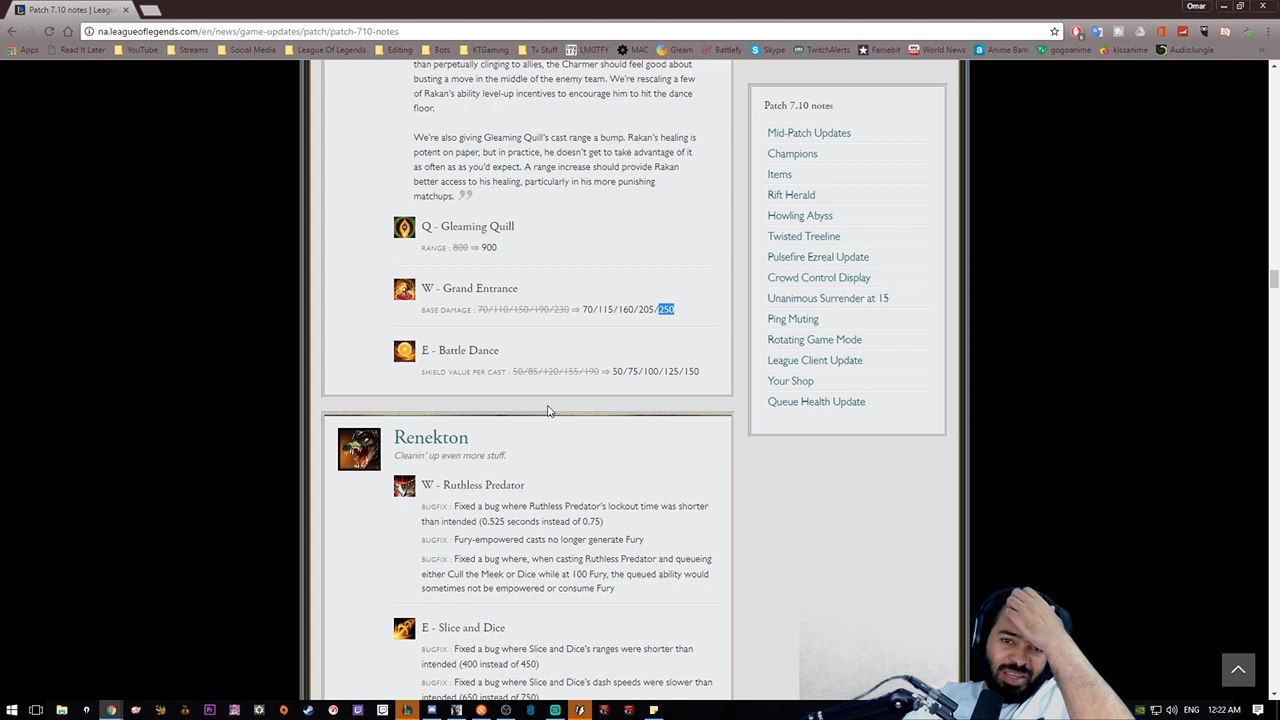 Patch 7.10 notes | Leagu
Omar
na.leagueoflegends.com/en/news/game-updates/patch/patch-710-notes
Apps Read It Later YouTube Streams Social Media League Of Legends Editing Bots KTGaming Tv Stuff LMGTFY MAC Gleam Battlefy Skype TwitchAlerts Famebit World News Anime Bam gogoanime kissanime AudioJungle
than perpetually clinging to allies, the Charmer should feel good about
busting a move in the middle of the enemy team. We're rescaling a few
of Rakan's ability level-up incentives to encourage him to hit the dance
floor.
We're also giving Gleaming Quill's cast range a bump. Rakan's healing is
potent on paper, but in practice, he doesn't get to take advantage of it
as often as as you'd expect. A range increase should provide Rakan
better access to his healing, particularly in his more punishing
matchups. ”
Q - Gleaming Quill
RANGE : 800 ⇒ 900
W - Grand Entrance
BASE DAMAGE : 70/110/150/190/230 ⇒ 70/115/160/205/250
E - Battle Dance
SHIELD VALUE PER CAST : 50/85/120/155/190 ⇒ 50/75/100/125/150
Renekton
Cleanin' up even more stuff.
W - Ruthless Predator
BUGFIX : Fixed a bug where Ruthless Predator's lockout time was shorter
than intended (0.525 seconds instead of 0.75)
BUGFIX : Fury-empowered casts no longer generate Fury
BUGFIX : Fixed a bug where, when casting Ruthless Predator and queueing
either Cull the Meek or Dice while at 100 Fury, the queued ability would
sometimes not be empowered or consume Fury
E - Slice and Dice
BUGFIX : Fixed a bug where Slice and Dice's ranges were shorter than
intended (400 instead of 450)
BUGFIX : Fixed a bug where Slice and Dice's dash speeds were slower than
intended (650 instead of 750)
Patch 7.10 notes
Mid-Patch Updates
Champions
Items
Rift Herald
Howling Abyss
Twisted Treeline
Pulsefire Ezreal Update
Crowd Control Display
Unanimous Surrender at 15
Ping Muting
Rotating Game Mode
League Client Update
Your Shop
Queue Health Update
ENG 12:22 AM